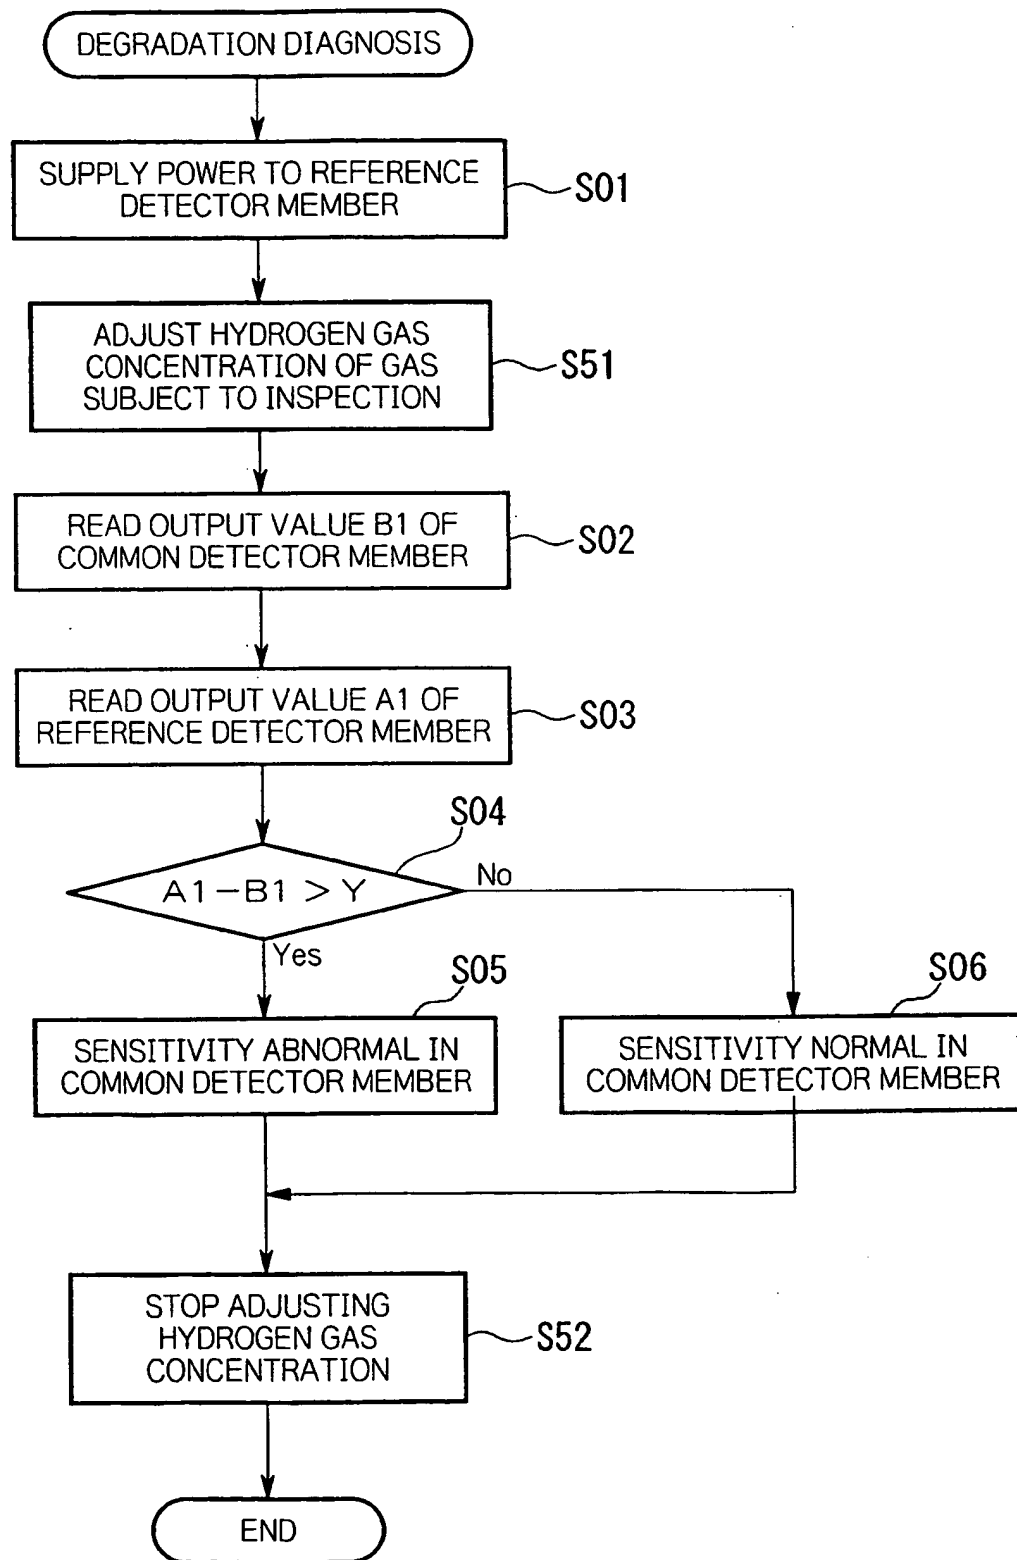 DEGRADATION DIAGNOSIS
SUPPLY POWER TO REFERENCE
DETECTOR MEMBER
S01
ADJUST HYDROGEN GAS
CONCENTRATION OF GAS
SUBJECT TO INSPECTION
S51
READ OUTPUT VALUE B1 OF
COMMON DETECTOR MEMBER
S02
READ OUTPUT VALUE A1 OF
REFERENCE DETECTOR MEMBER
S03
S04
A1-B1 > Y
No
Yes
S05
SENSITIVITY ABNORMAL IN
COMMON DETECTOR MEMBER
S06
SENSITIVITY NORMAL IN
COMMON DETECTOR MEMBER
STOP ADJUSTING
HYDROGEN GAS
CONCENTRATION
S52
END